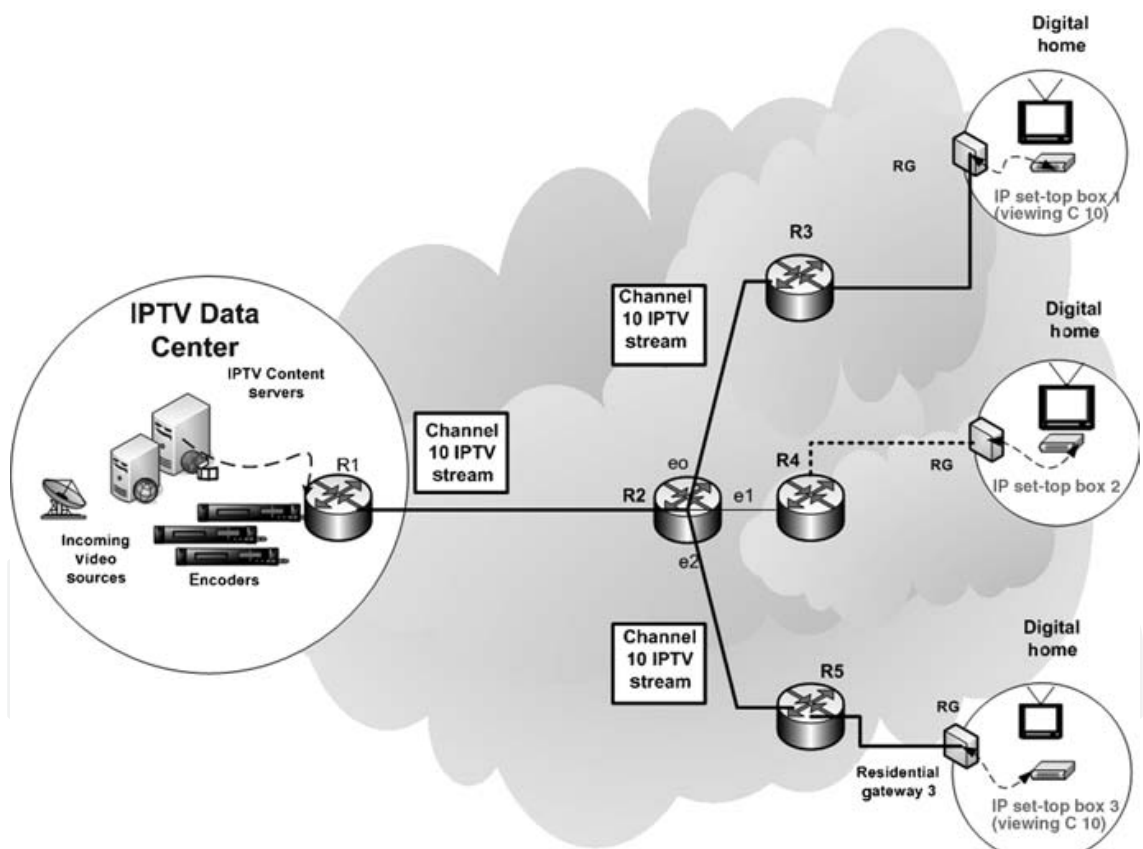 Digital
home
RG
IP set-top box 1
(viewing C 10)
R3
Channel
10 IPTV
stream
IPTV Data
Center
IPTV Content
servers
R1
Incoming
Video
sources
Encoders
Channel
10 IPTV
stream
eo
R2
e1
e2
R4
Digital
home
RG
IP set-top box 2
Channel
10 IPTV
stream
R5
Digital
home
RG
Residential
gateway 3
IP set-top box 3
(viewing C 10)